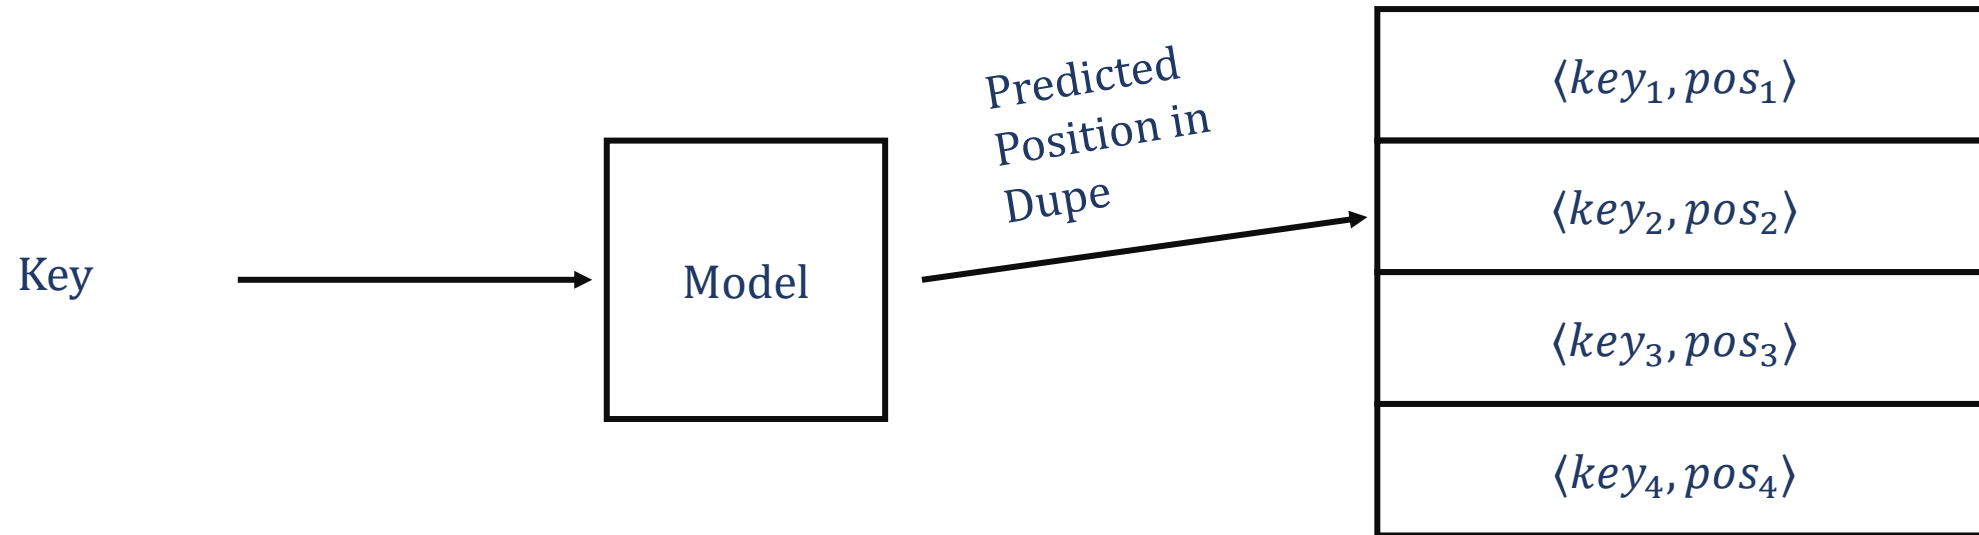 Key
Model
Predicted
Position in
Dupe
⟨key₁, pos₁⟩
⟨key₂, pos₂⟩
⟨key₃, pos₃⟩
⟨key₄, pos₄⟩